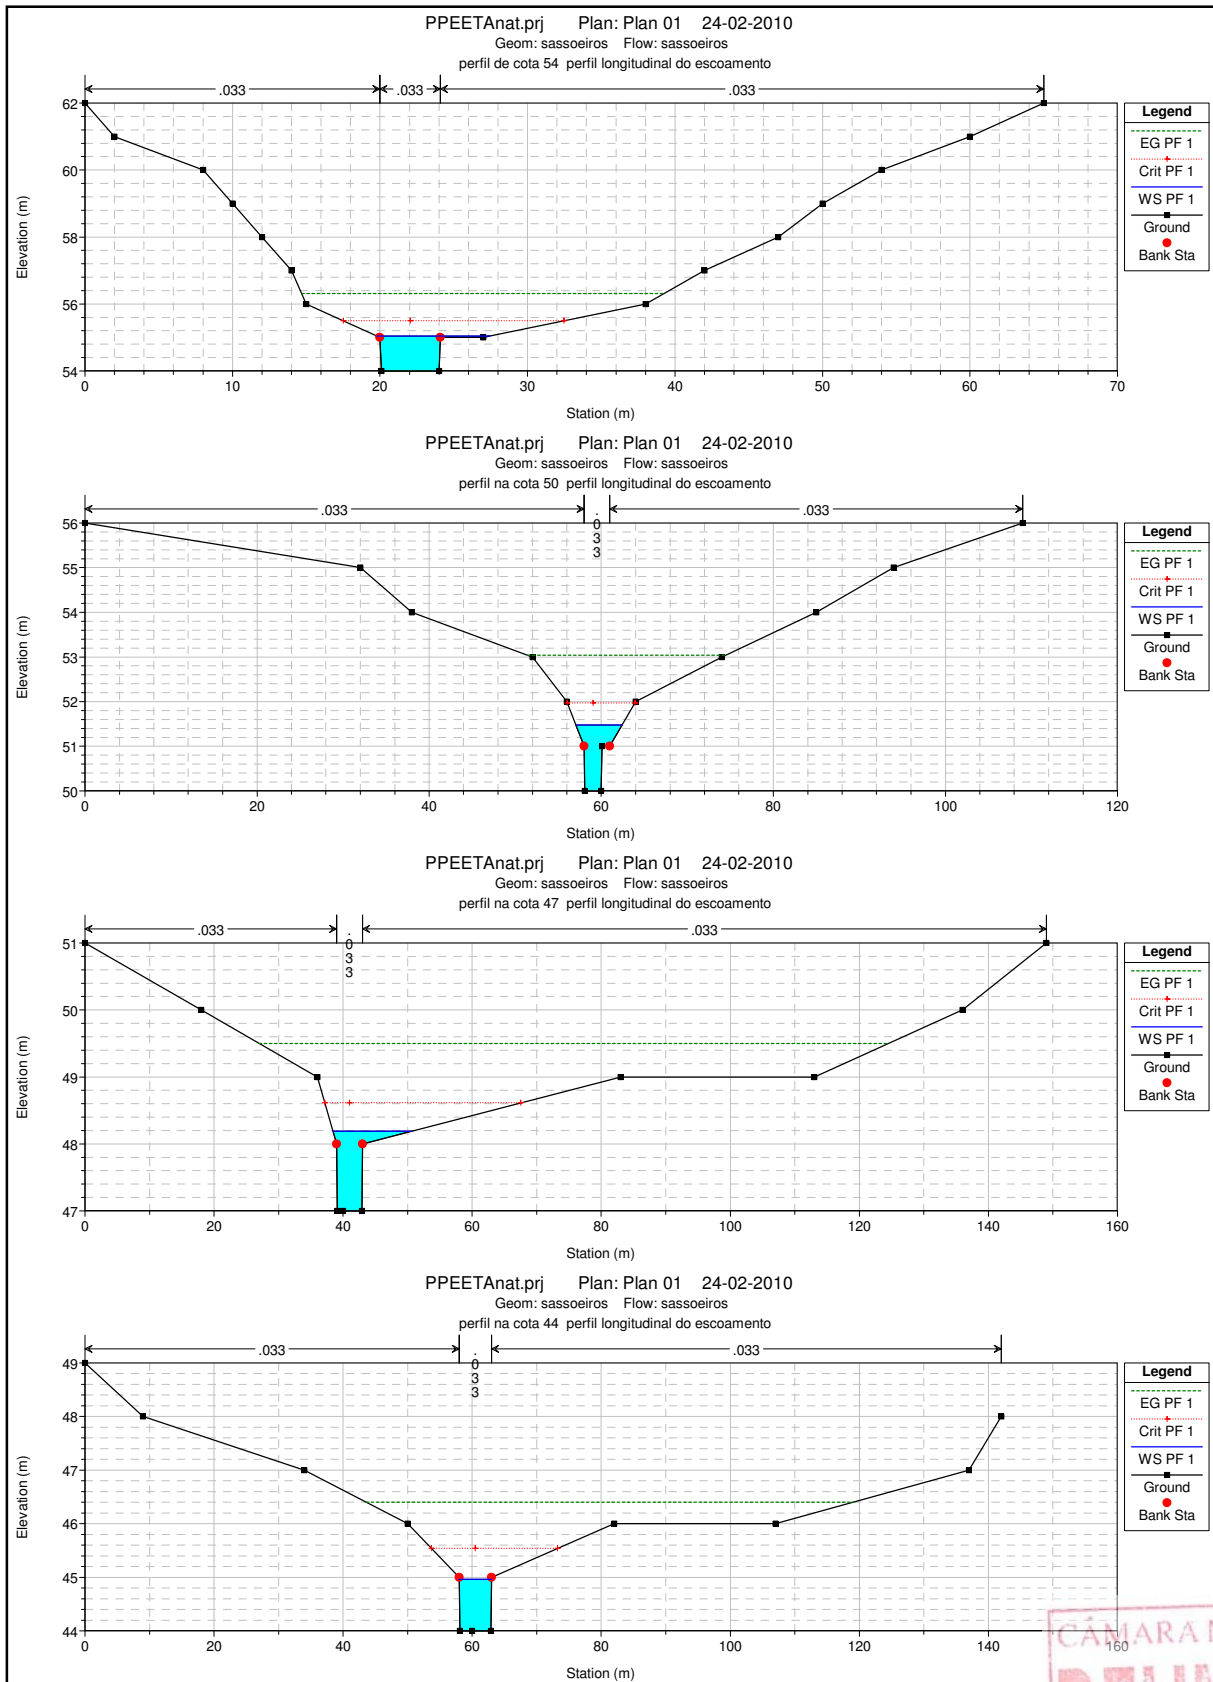 PPEETAnat.prj Plan: Plan 01 24-02-2010
Geom: sassoeiros Flow: sassoeiros
perfil de cota 54 perfil longitudinal do escoamento
.033 .033 .033
62
60
58
56
54
Elevation (m)
0 10 20 30 40 50 60 70
Station (m)
Legend
EG PF 1
Crit PF 1
WS PF 1
Ground
Bank Sta
PPEETAnat.prj Plan: Plan 01 24-02-2010
Geom: sassoeiros Flow: sassoeiros
perfil na cota 50 perfil longitudinal do escoamento
.033 .033 .033
56
55
54
53
52
51
50
Elevation (m)
0 20 40 60 80 100 120
Station (m)
Legend
EG PF 1
Crit PF 1
WS PF 1
Ground
Bank Sta
PPEETAnat.prj Plan: Plan 01 24-02-2010
Geom: sassoeiros Flow: sassoeiros
perfil na cota 47 perfil longitudinal do escoamento
.033 .033 .033
51
50
49
48
47
Elevation (m)
0 20 40 60 80 100 120 140 160
Station (m)
Legend
EG PF 1
Crit PF 1
WS PF 1
Ground
Bank Sta
PPEETAnat.prj Plan: Plan 01 24-02-2010
Geom: sassoeiros Flow: sassoeiros
perfil na cota 44 perfil longitudinal do escoamento
.033 .033 .033
49
48
47
46
45
44
Elevation (m)
0 20 40 60 80 100 120 140 160
Station (m)
Legend
EG PF 1
Crit PF 1
WS PF 1
Ground
Bank Sta
CÂMARA